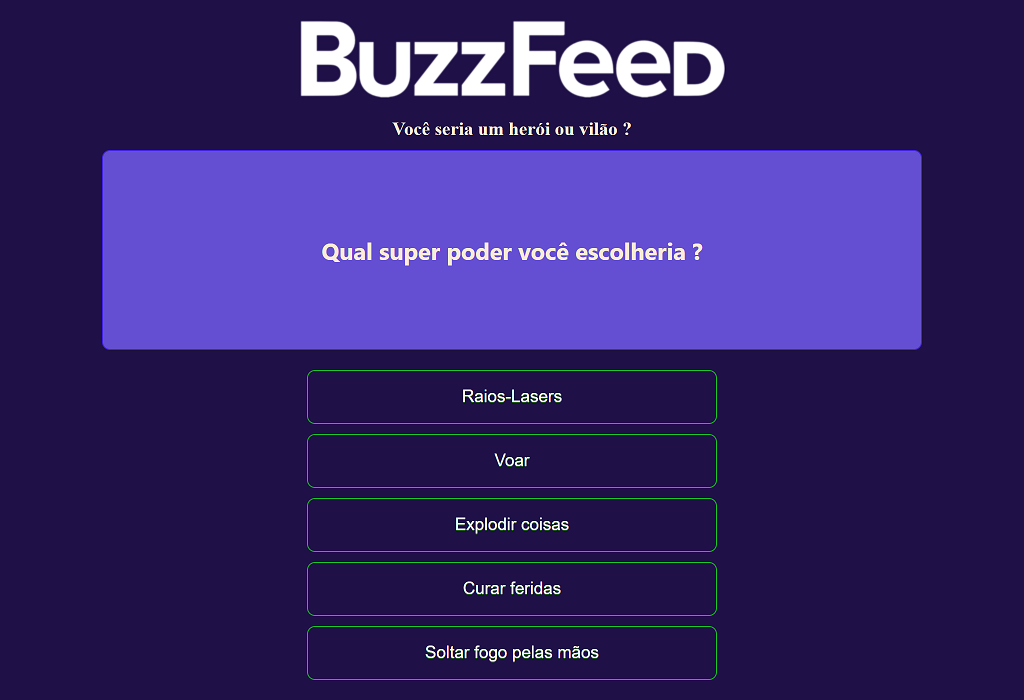 BuzzFeed
Você seria um herói ou vilão ?
Qual super poder você escolheria ?
Raios-Lasers
Voar
Explodir coisas
Curar feridas
Soltar fogo pelas mãos